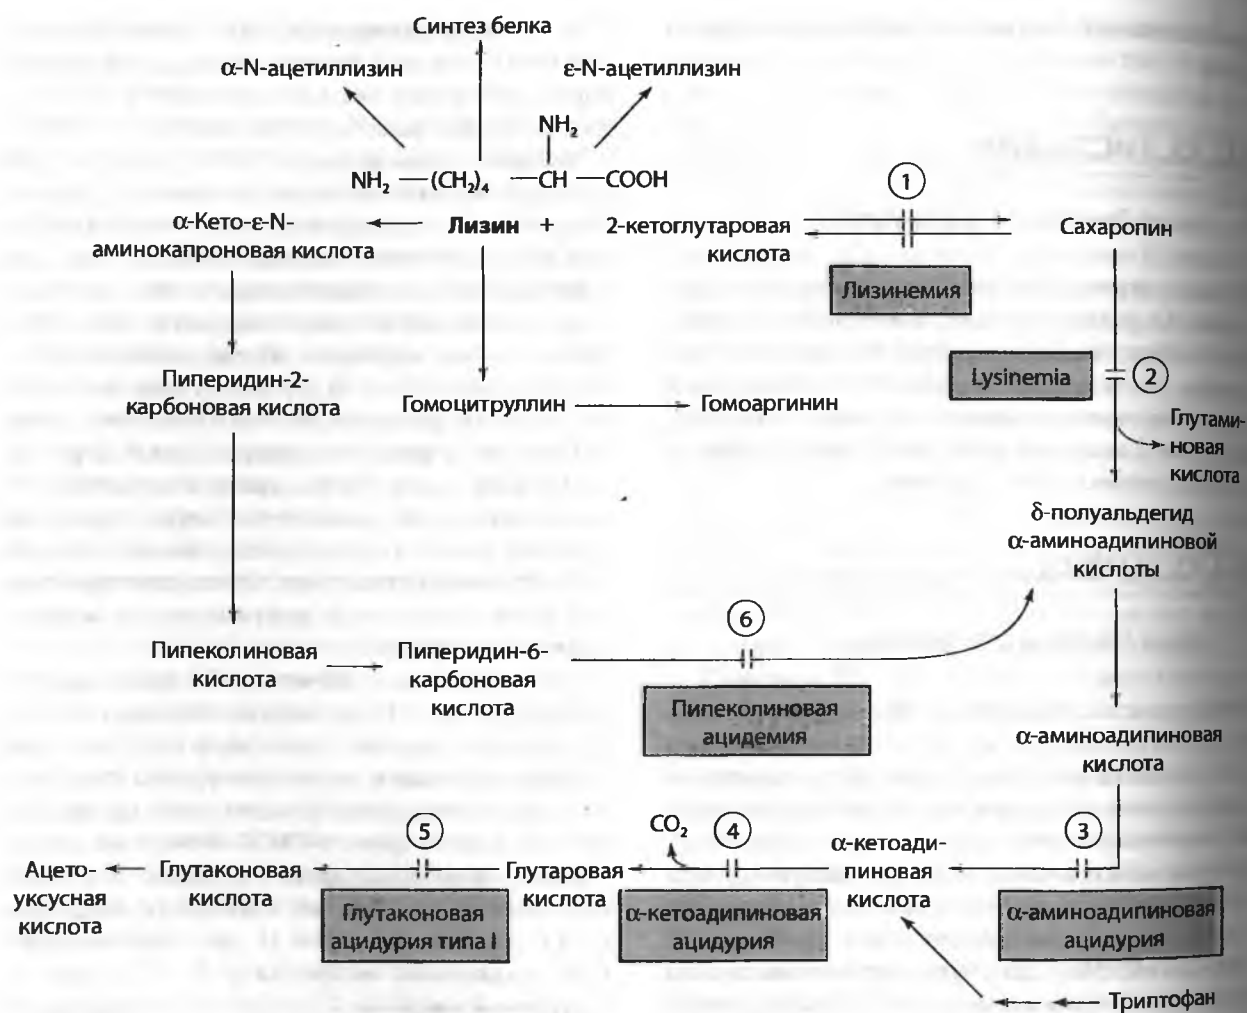 Синтез белка
α-N-ацетиллизин
ε-N-ацетиллизин
NH₂
NH₂ —(CH₂)₄ —CH —COOH
1
α-Кето-ε-N-
аминокапроновая кислота
Лизин +
2-кетоглутаровая
кислота
Сахаропин
Лизинемия
Lysinemia
2
Пиперидин-2-
карбоновая кислота
Гомоцитруллин
Гомоаргинин
Глутами-
новая
кислота
δ-полуальдегид
α-аминоадипиновой
кислоты
6
Пипеколиновая
кислота
Пиперидин-6-
карбоновая
кислота
Пипеколиновая
ацидемия
α-аминоадипиновая
кислота
5
CO₂
4
3
Ацето-
уксусная
кислота
Глутаконовая
кислота
Глутаровая
кислота
α-кетоади-
пиновая
кислота
Глутаконовая
ацидурия типа I
α-кетоадипиновая
ацидурия
α-аминоадипиновая
ацидурия
Триптофан